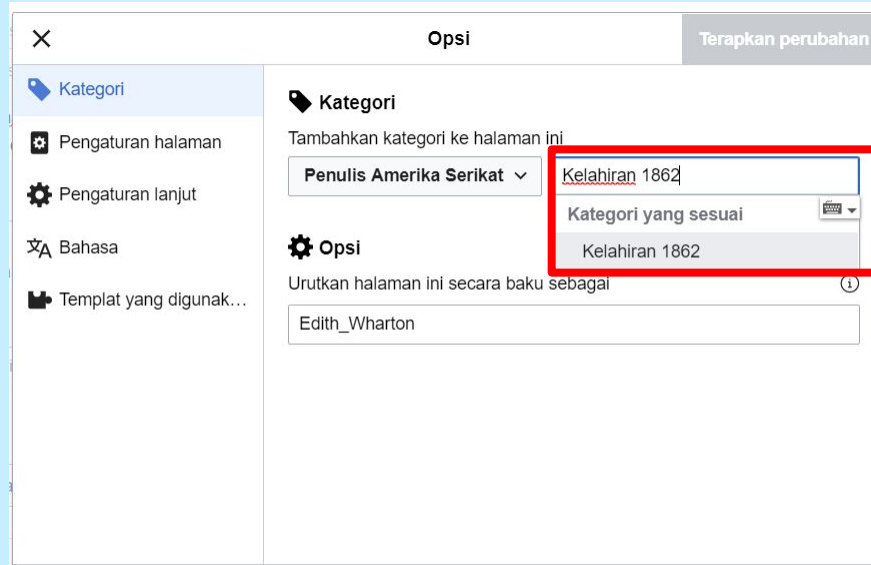 Opsi
Terapkan perubahan
Kategori
Pengaturan halaman
Pengaturan lanjut
Bahasa
Templat yang digunak...
Kategori
Tambahkan kategori ke halaman ini
Penulis Amerika Serikat
Kelahiran 1862
Kategori yang sesuai
Kelahiran 1862
Opsi
Urutkan halaman ini secara baku sebagai
Edith_Wharton